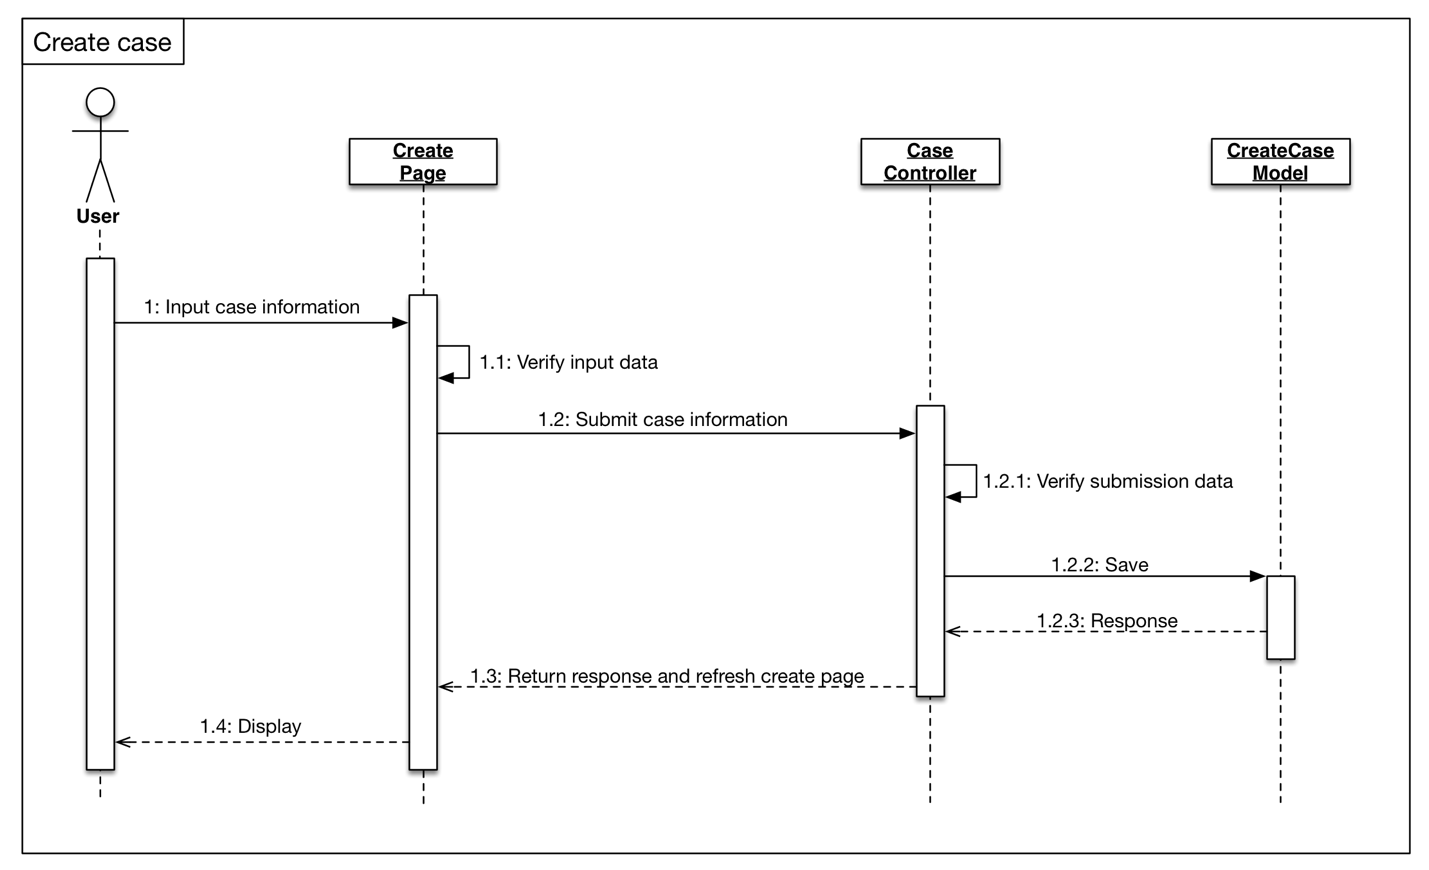 Create case
User
Create
Page
Case
Controller
CreateCase
Model
1: Input case information
1.1: Verify input data
1.2: Submit case information
1.2.1: Verify submission data
1.2.2: Save
1.2.3: Response
1.3: Return response and refresh create page
1.4: Display